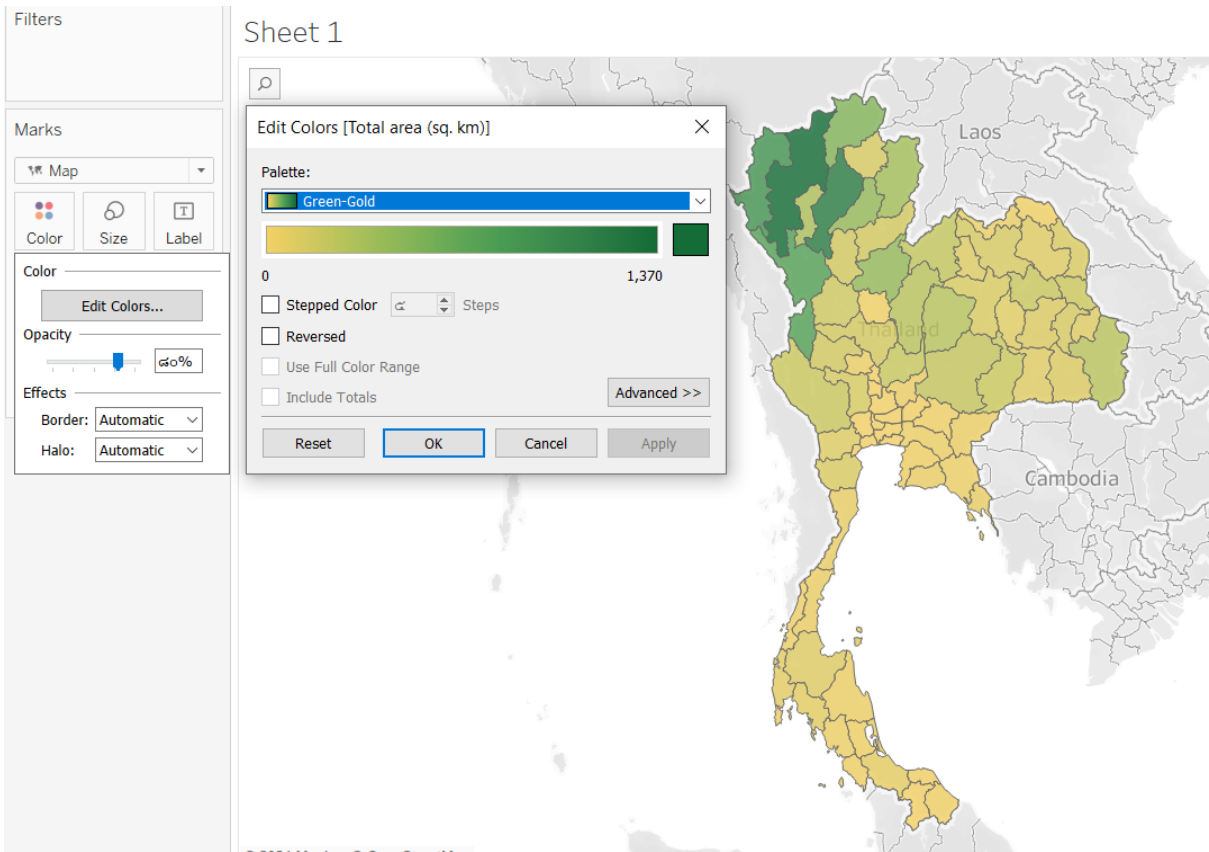 Filters
Sheet 1
Marks
Map
Color Size Label
Color
Edit Colors...
Opacity
๘๐%
Effects
Border: Automatic
Halo: Automatic
Edit Colors [Total area (sq. km)]
Palette:
Green-Gold
0 1,370
Stepped Color ๕ Steps
Reversed
Use Full Color Range
Include Totals
Advanced >>
Reset OK Cancel Apply
Laos
Thailand
Cambodia